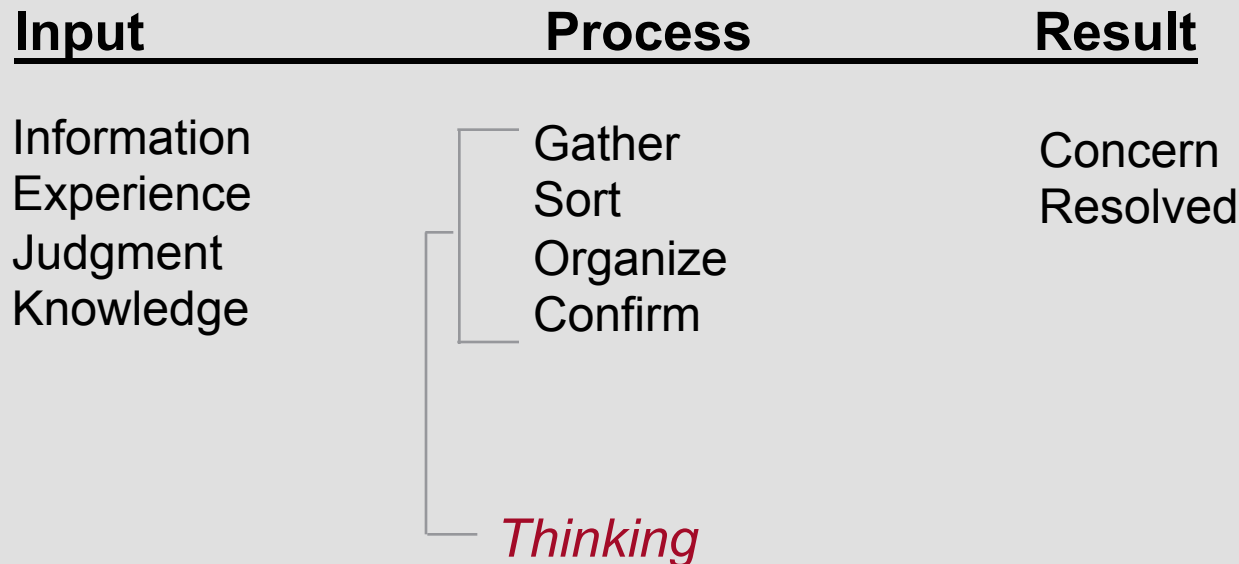 Input Process Result
Information
Experience
Judgment
Knowledge
Gather
Sort
Organize
Confirm
Concern
Resolved
Thinking